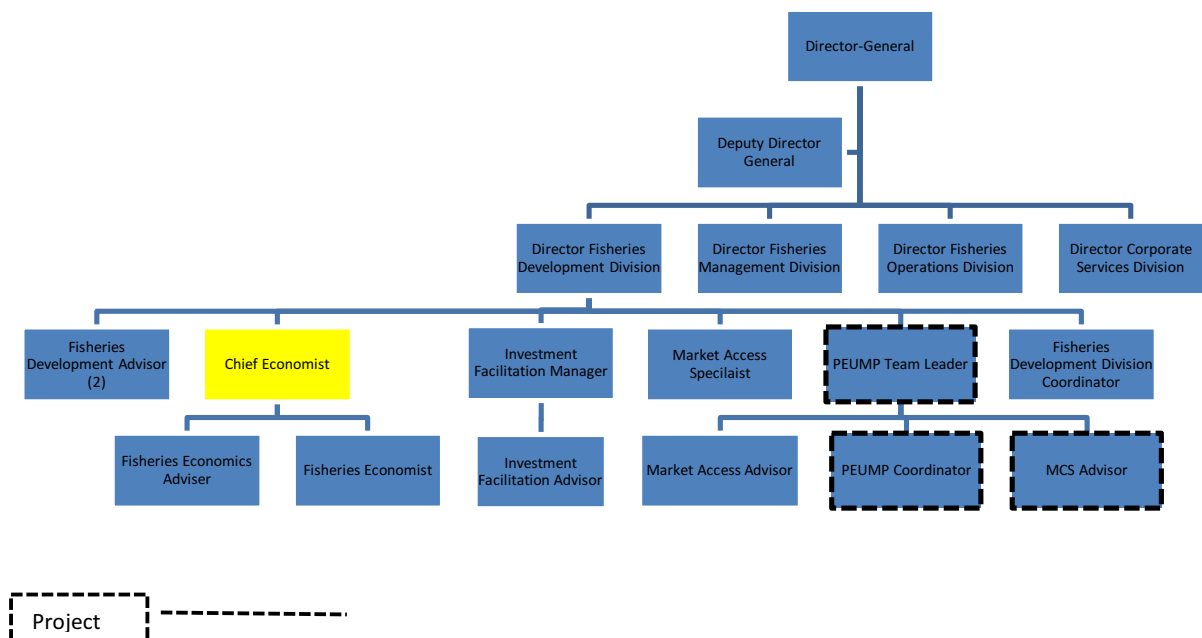 Director-General
Deputy Director
General
Director Fisheries
Development Division
Director Fisheries
Management Division
Director Fisheries
Operations Division
Director Corporate
Services Division
Fisheries
Development Advisor
(2)
Chief Economist
Investment
Facilitation Manager
Market Access
Specilaist
PEUMP Team Leader
Fisheries
Development Division
Coordinator
Fisheries Economics
Adviser
Fisheries Economist
Investment
Facilitation Advisor
Market Access Advisor
PEUMP Coordinator
MCS Advisor
Project